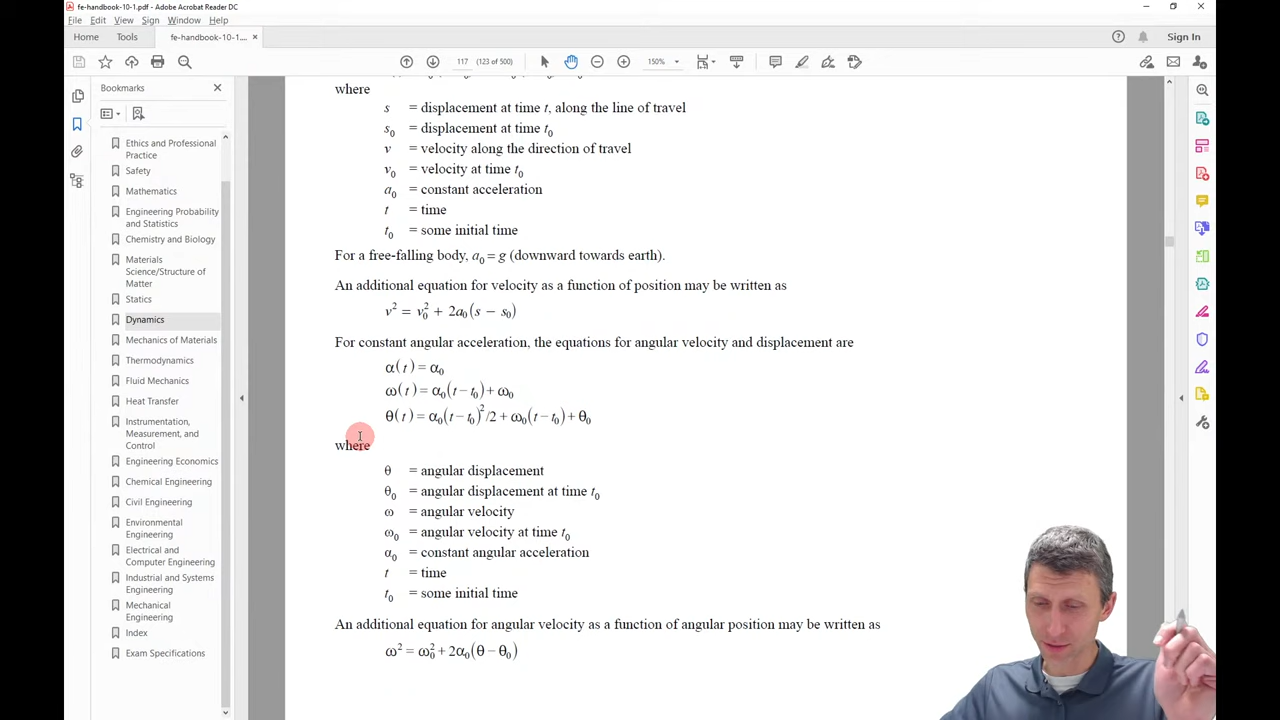 fe-handbook-10-1.pdf - Adobe Acrobat Reader DC
File Edit View Sign Window Help
Home Tools fe-handbook-10-1.... × Sign In
117 (123 of 500) 150%
Bookmarks
Ethics and Professional
Practice
Safety
Mathematics
Engineering Probability
and Statistics
Chemistry and Biology
Materials
Science/Structure of
Matter
Statics
Dynamics
Mechanics of Materials
Thermodynamics
Fluid Mechanics
Heat Transfer
Instrumentation,
Measurement, and
Control
Engineering Economics
Chemical Engineering
Civil Engineering
Environmental
Engineering
Electrical and
Computer Engineering
Industrial and Systems
Engineering
Mechanical
Engineering
Index
Exam Specifications
where
s = displacement at time t, along the line of travel
s₀ = displacement at time t₀
v = velocity along the direction of travel
v₀ = velocity at time t₀
a₀ = constant acceleration
t = time
t₀ = some initial time
For a free-falling body, a₀ = g (downward towards earth).
An additional equation for velocity as a function of position may be written as
v² = v₀² + 2a₀(s − s₀)
For constant angular acceleration, the equations for angular velocity and displacement are
α(t) = α₀
ω(t) = α₀(t − t₀) + ω₀
θ(t) = α₀(t − t₀)²/2 + ω₀(t − t₀) + θ₀
where
θ = angular displacement
θ₀ = angular displacement at time t₀
ω = angular velocity
ω₀ = angular velocity at time t₀
α₀ = constant angular acceleration
t = time
t₀ = some initial time
An additional equation for angular velocity as a function of angular position may be written as
ω² = ω₀² + 2α₀(θ − θ₀)